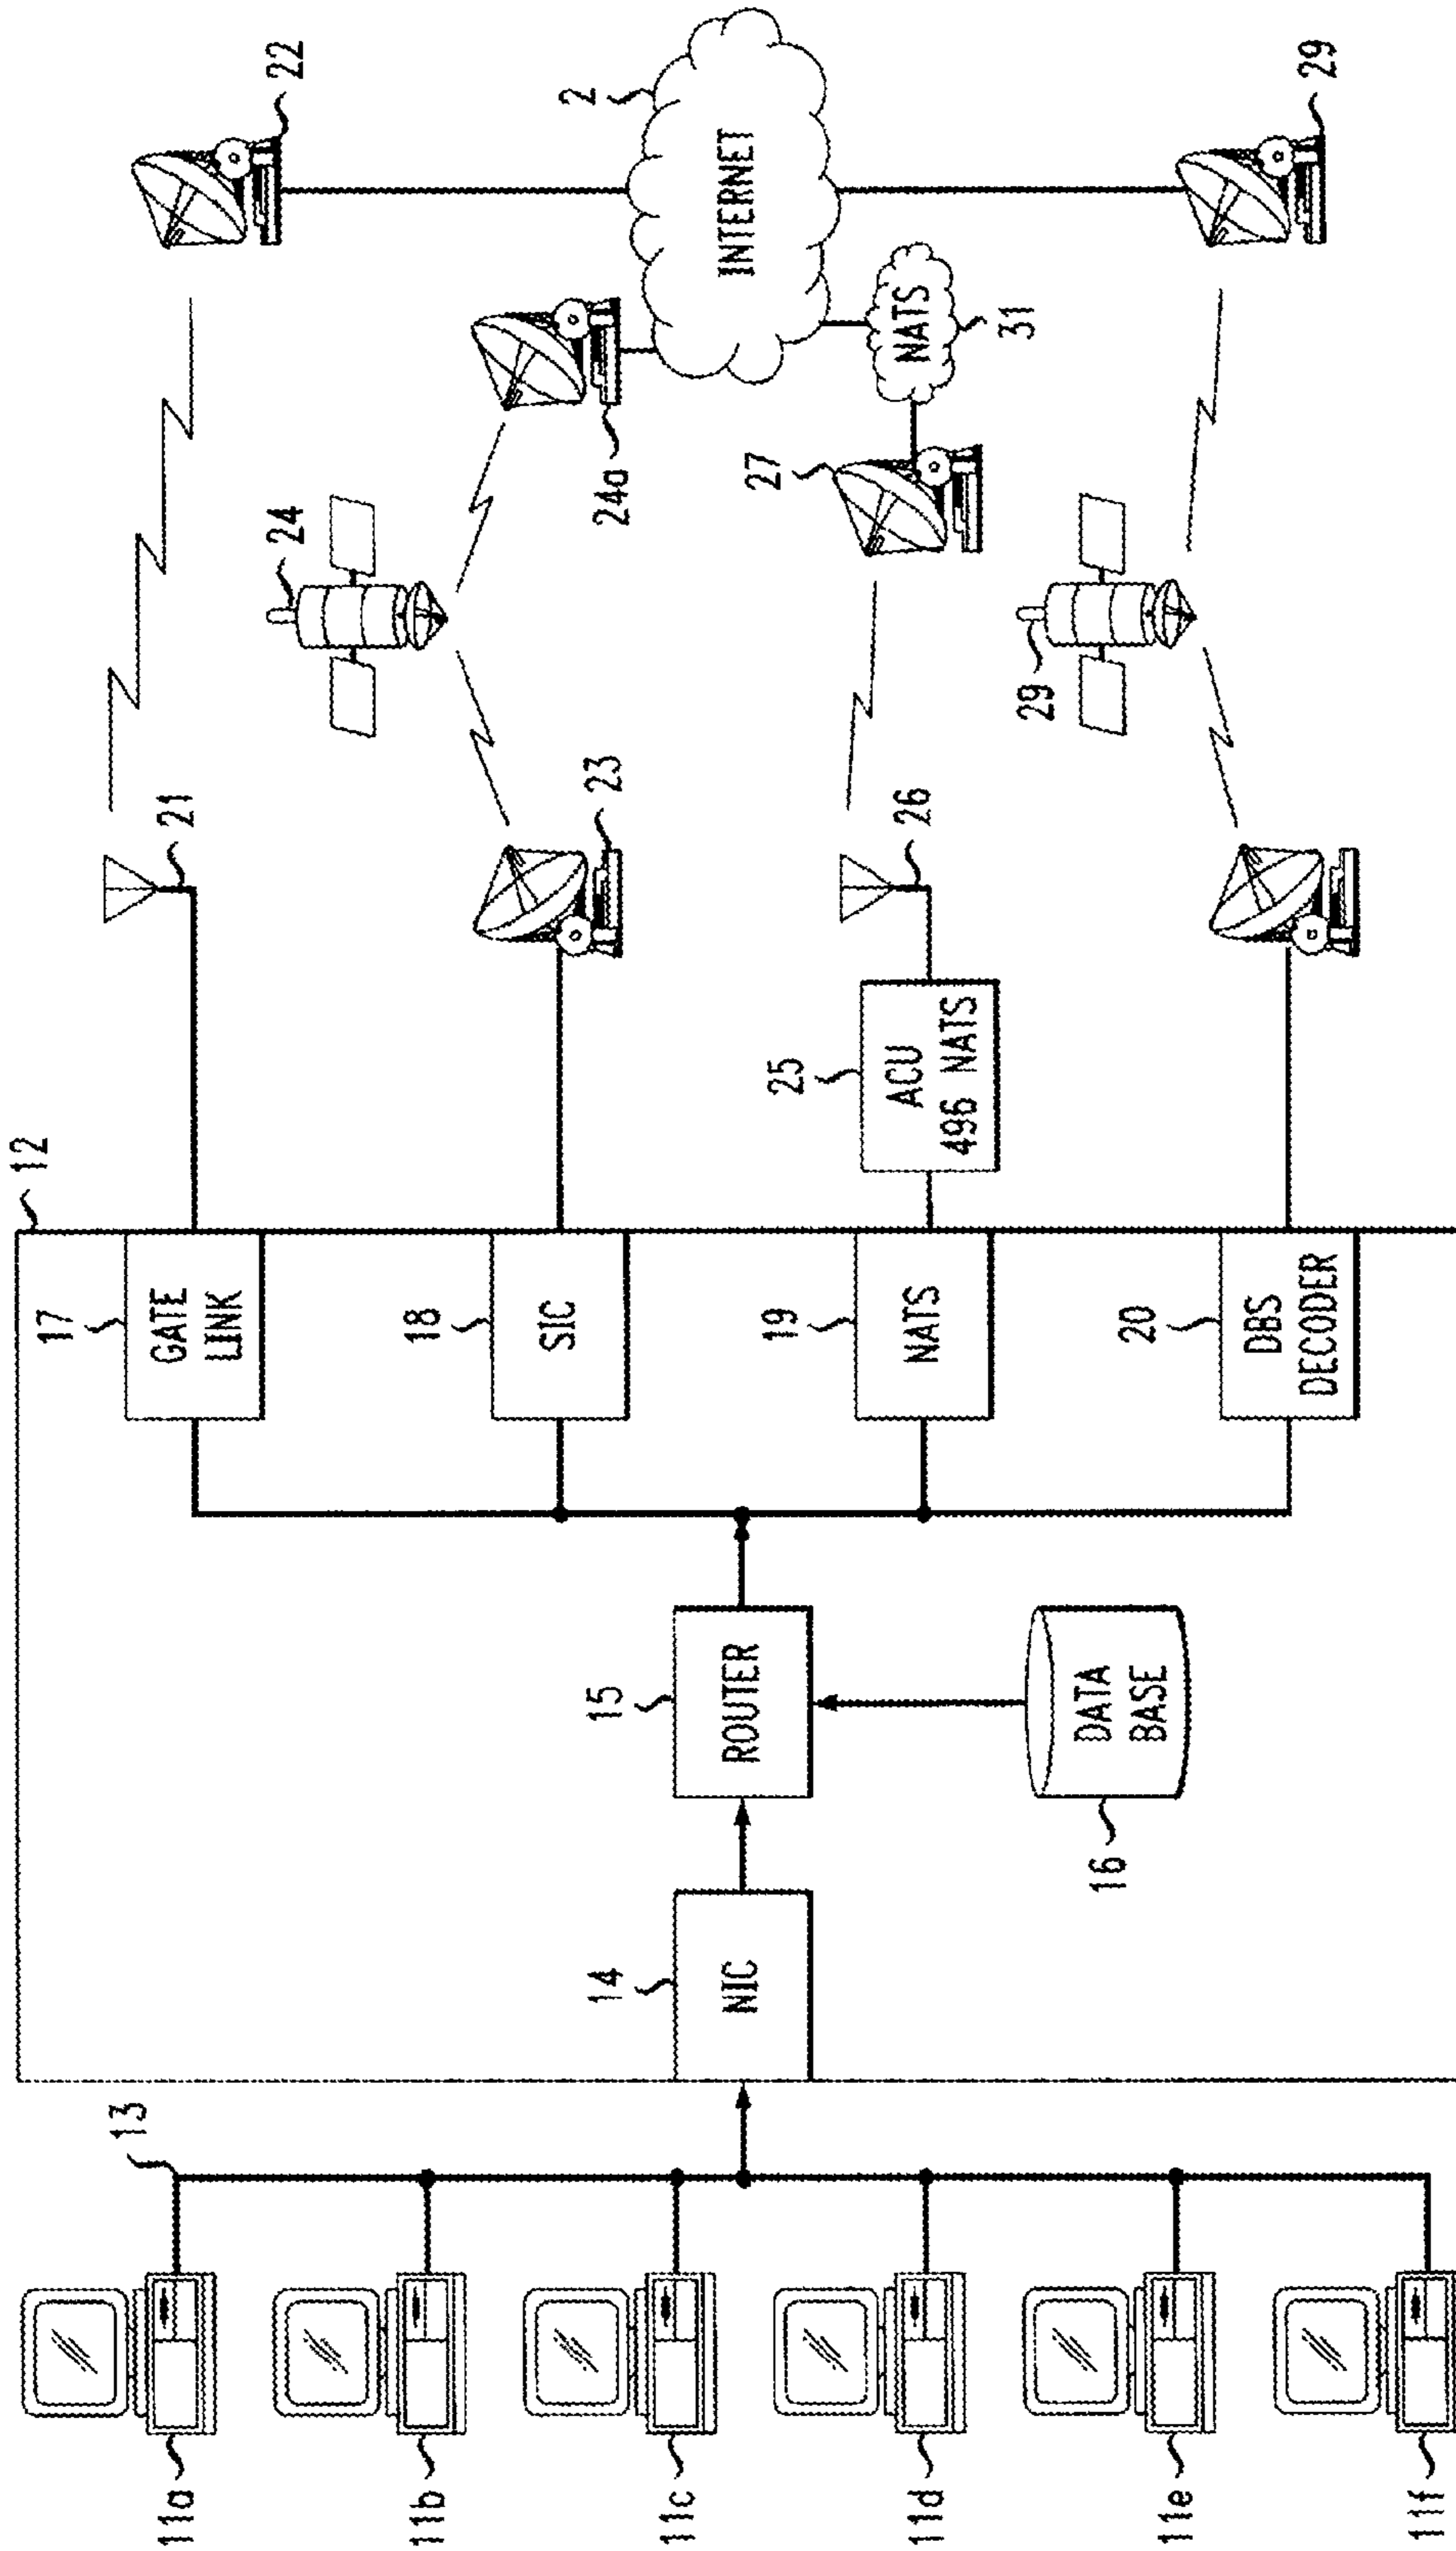 11a
11b
11c
11d
11e
11f
13
12
14
NIC
15
ROUTER
16
DATA
BASE
17
GATE
LINK
18
SIC
19
NATS
20
DBS
DECODER
21
22
23
24
24a
25
ACU
496 NATS
26
27
2
INTERNET
NATS
31
29
29